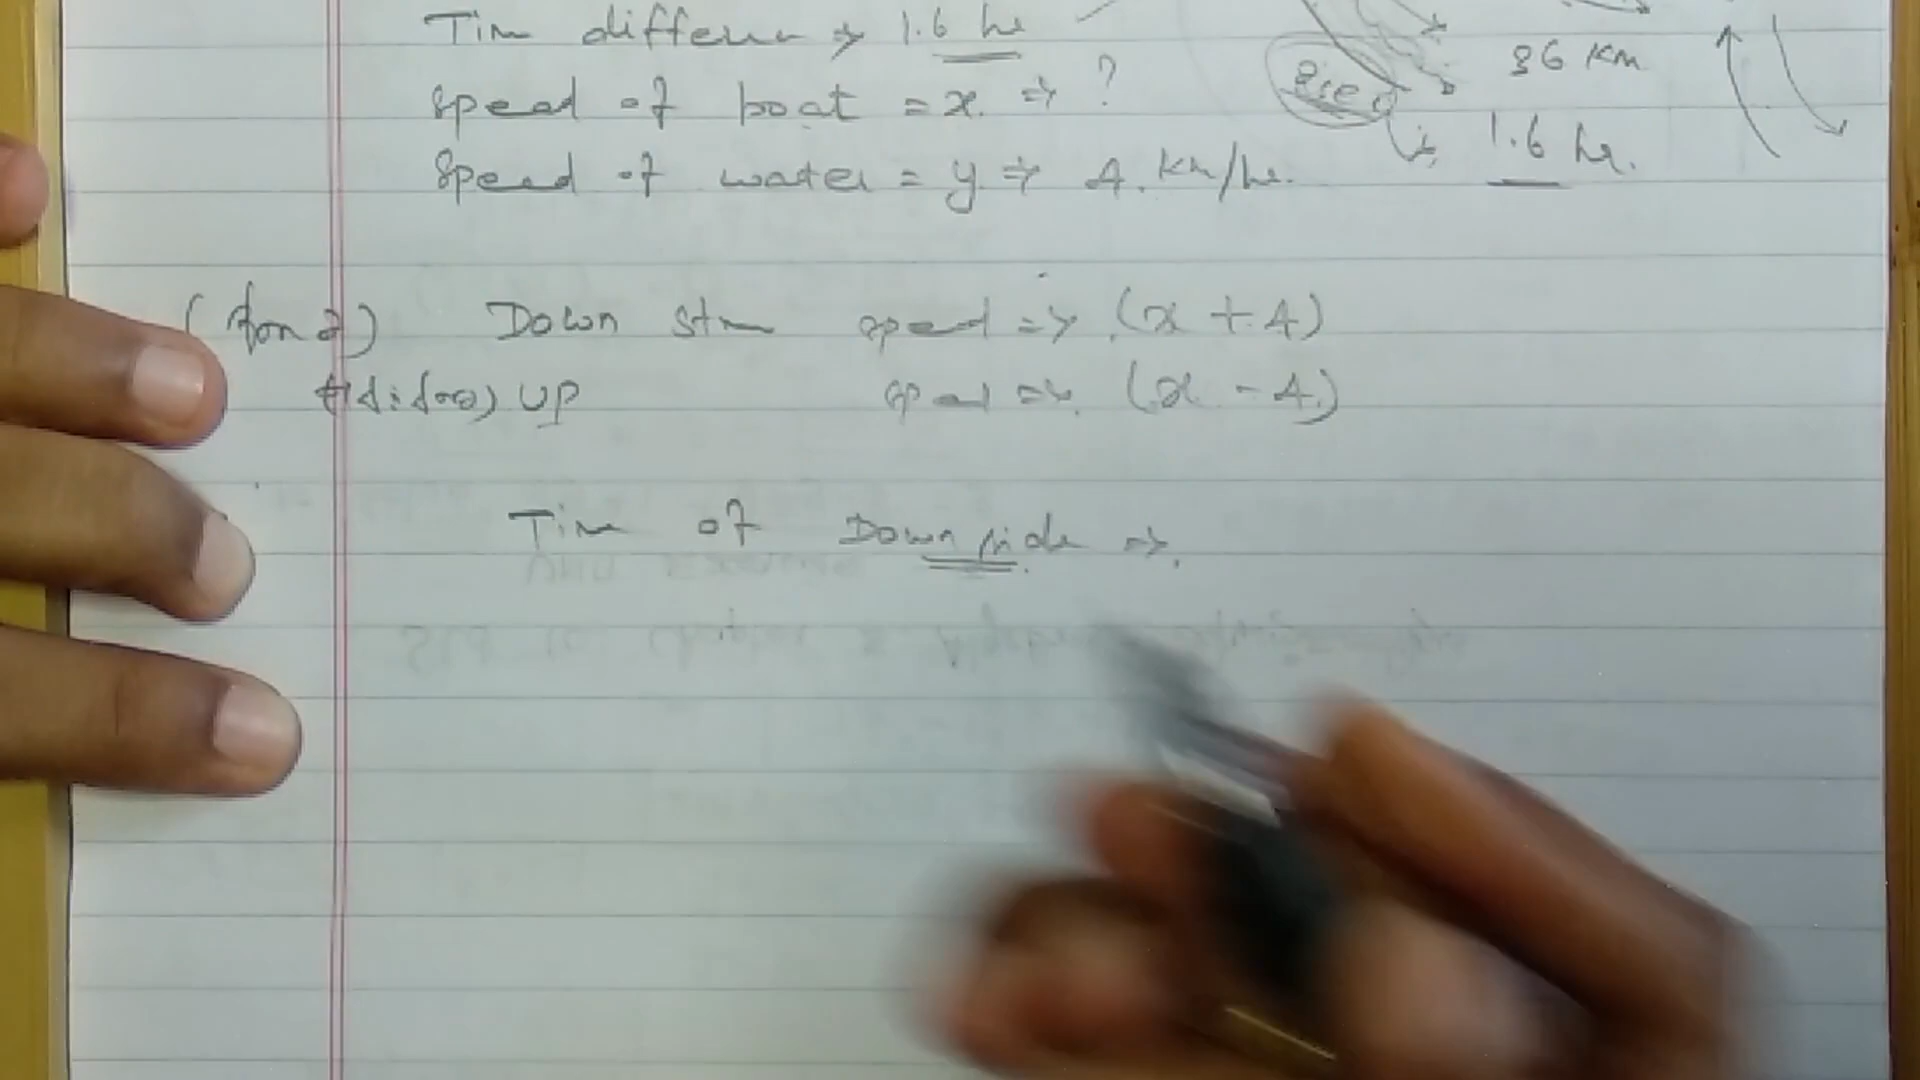 Time difference ⇒ 1.6 hr
36 Km
Speed of boat = x ⇒ ?
Speed of water = y ⇒ 4 km/hr.
1.6 hr.
Down stream speed ⇒ (x + 4)
UP speed ⇒ (x - 4)
Time of Down side ⇒